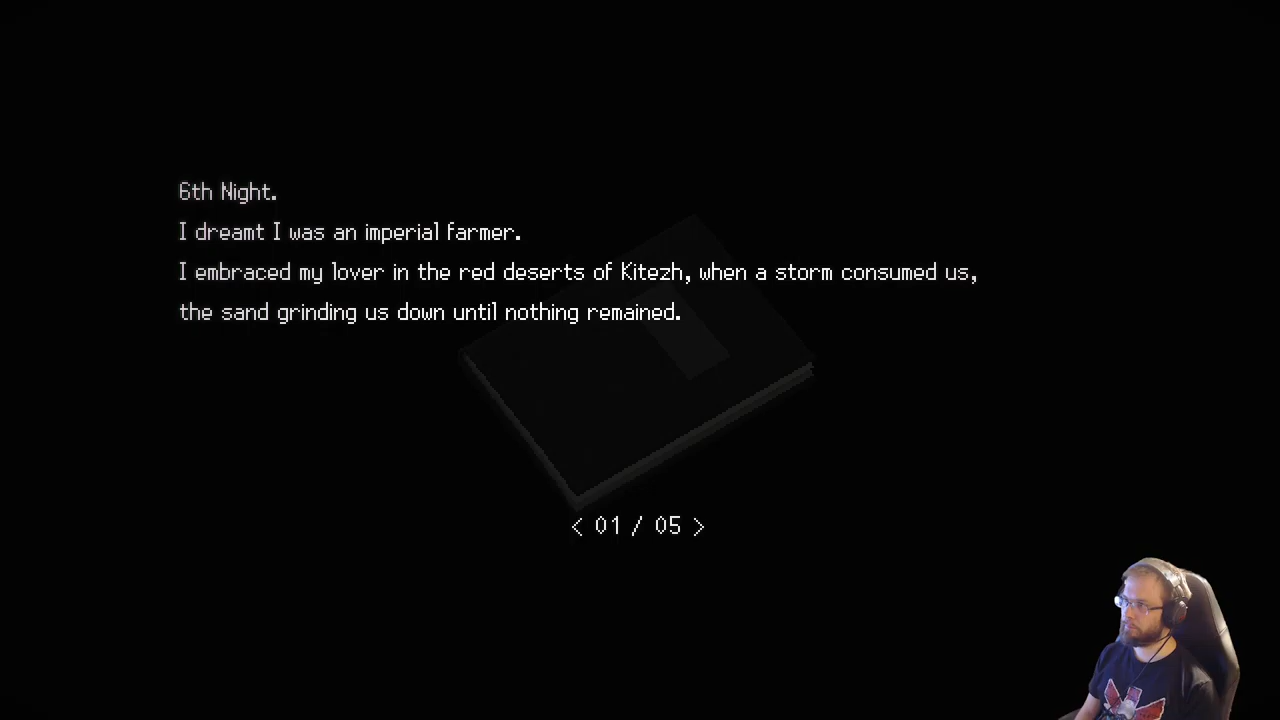 6th Night.
I dreamt I was an imperial farmer.
I embraced my lover in the red deserts of Kitezh, when a storm consumed us,
the sand grinding us down until nothing remained.
< 01 / 05 >